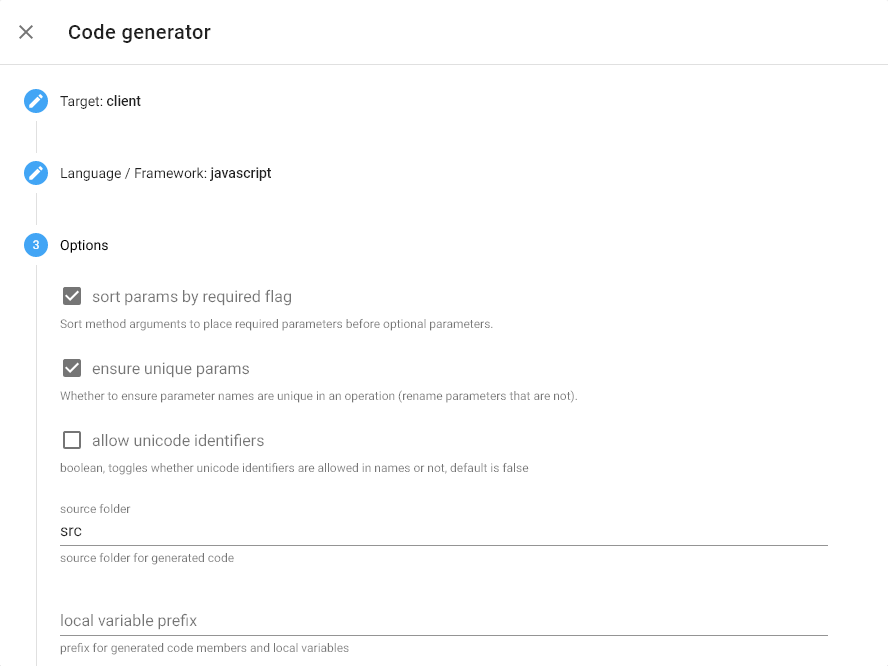 Code generator
Target: client
Language / Framework: javascript
3 Options
sort params by required flag
Sort method arguments to place required parameters before optional parameters.
ensure unique params
Whether to ensure parameter names are unique in an operation (rename parameters that are not).
allow unicode identifiers
boolean, toggles whether unicode identifiers are allowed in names or not, default is false
source folder
src
source folder for generated code
local variable prefix
prefix for generated code members and local variables